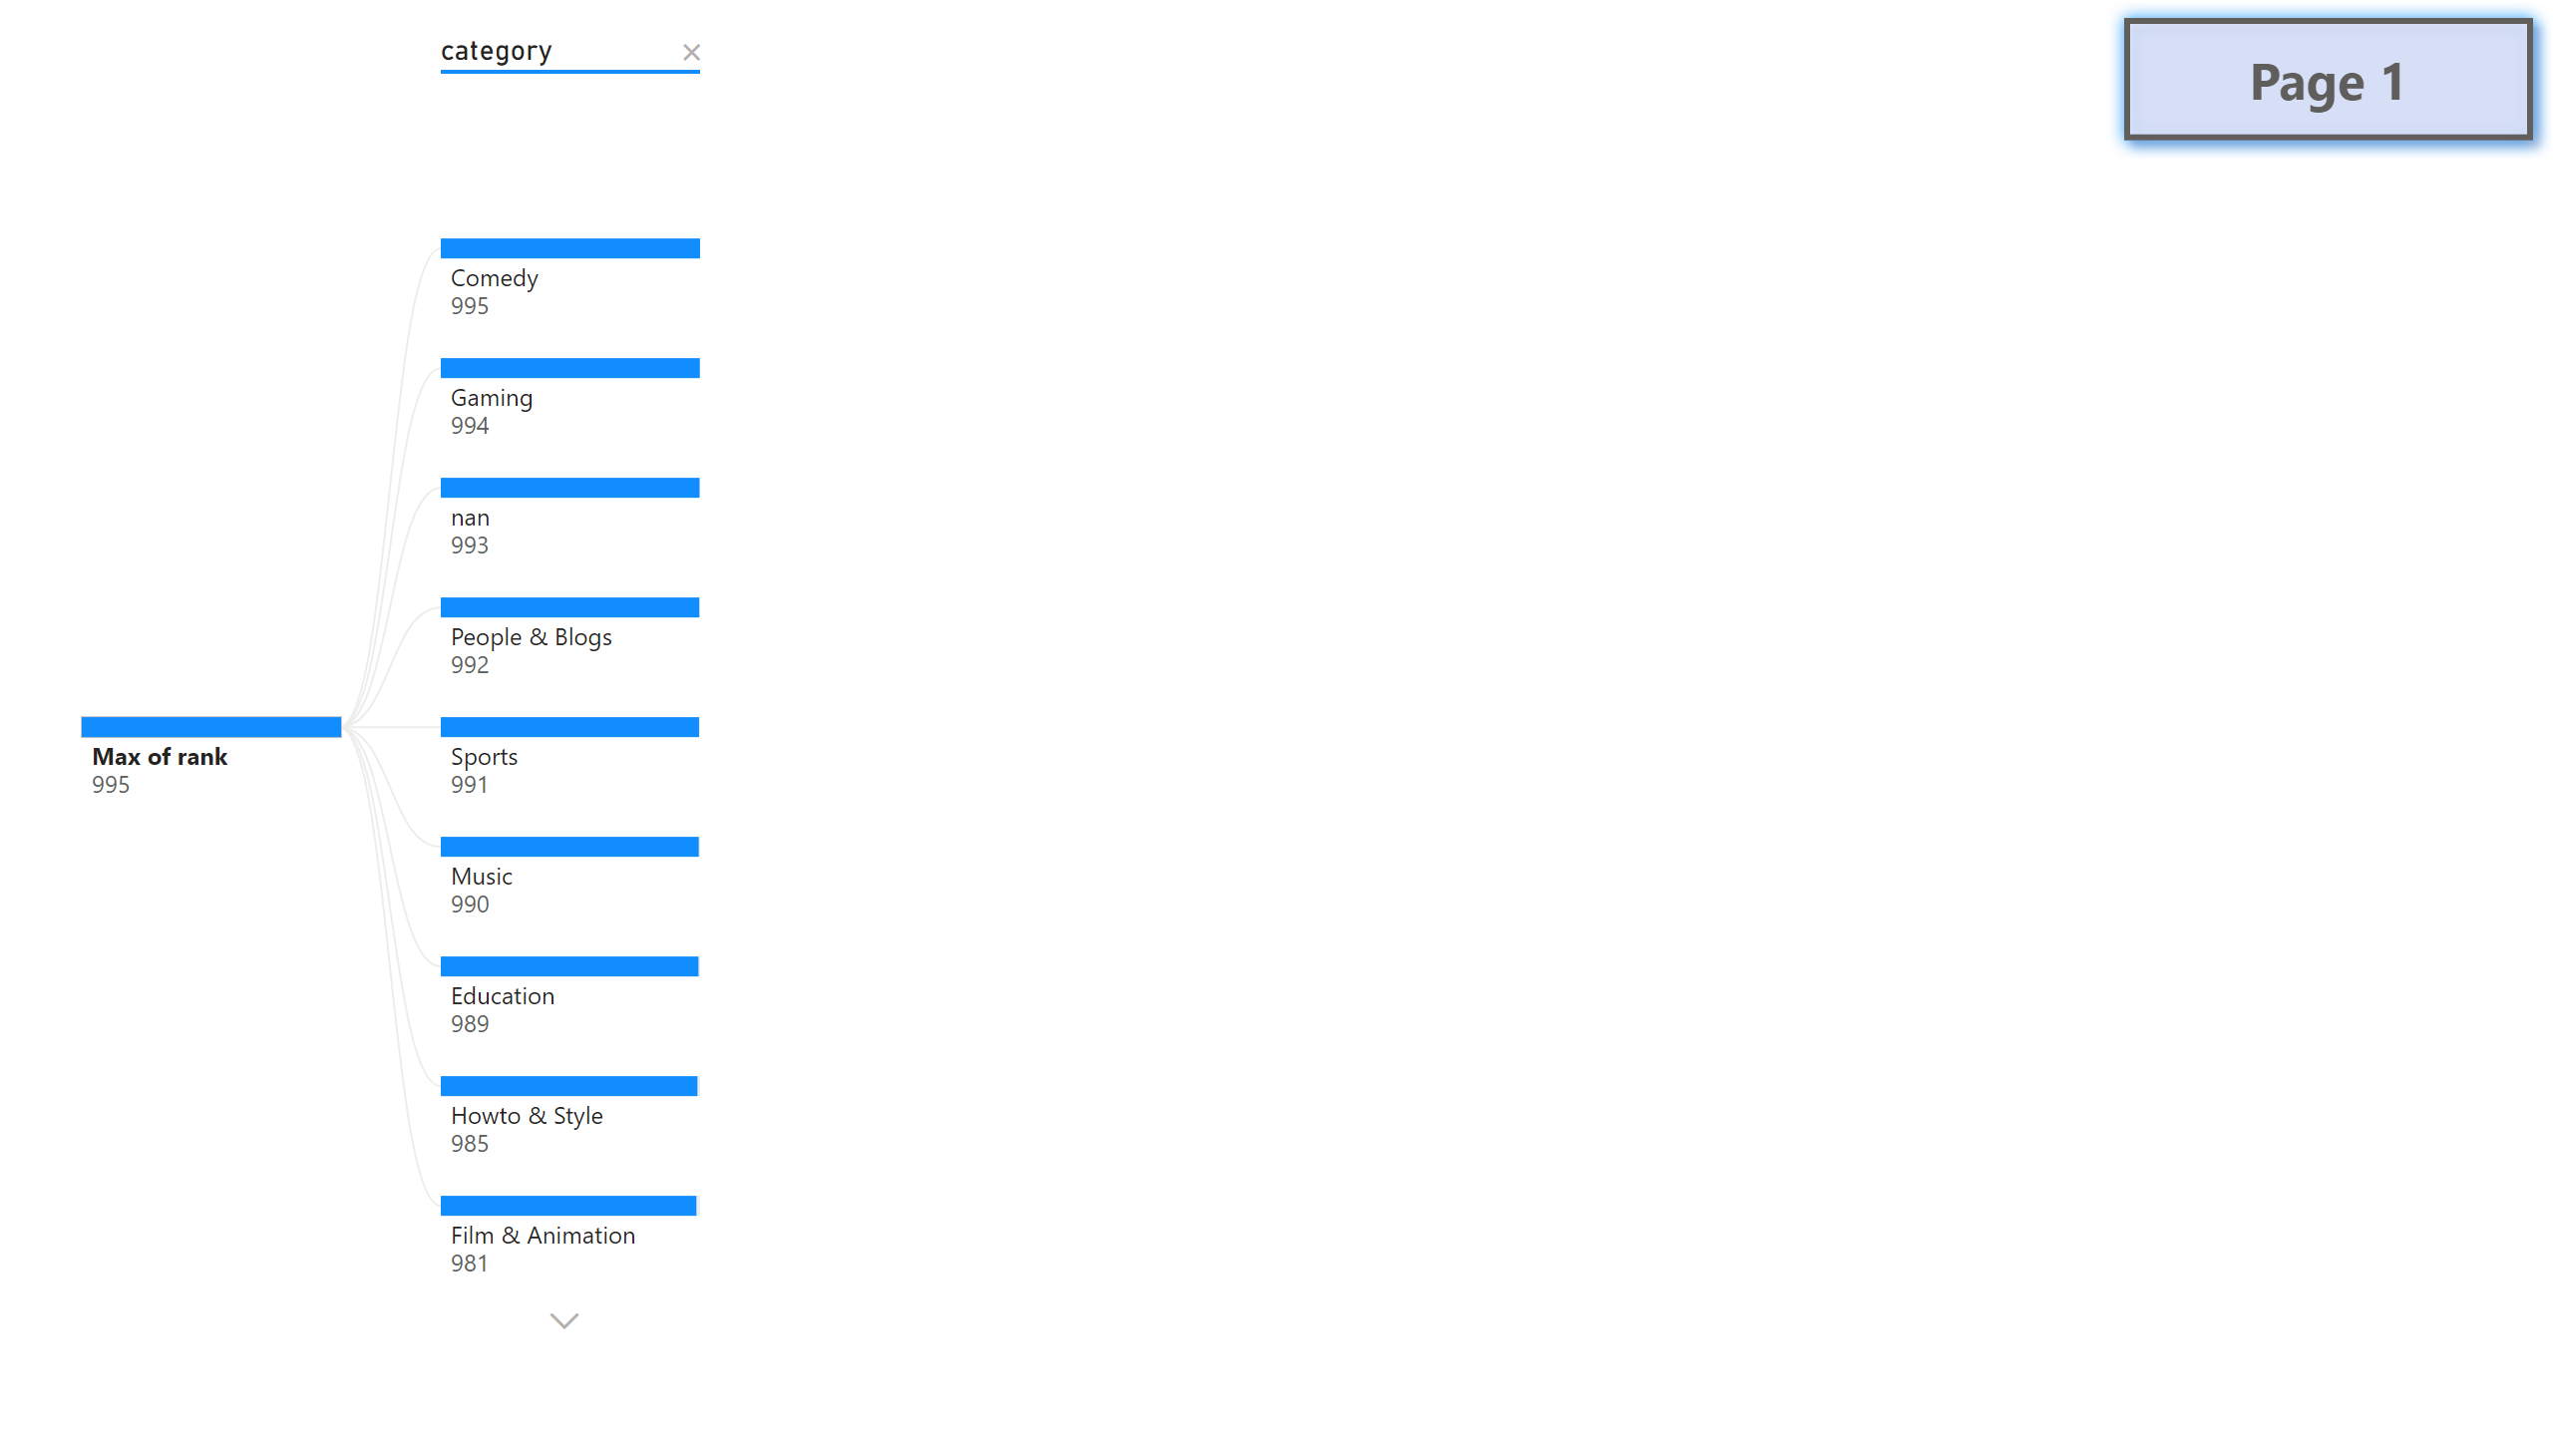 category
Page 1
Comedy
995
Gaming
994
nan
993
People & Blogs
992
Sports
991
Max of rank
995
Music
990
Education
989
Howto & Style
985
Film & Animation
981